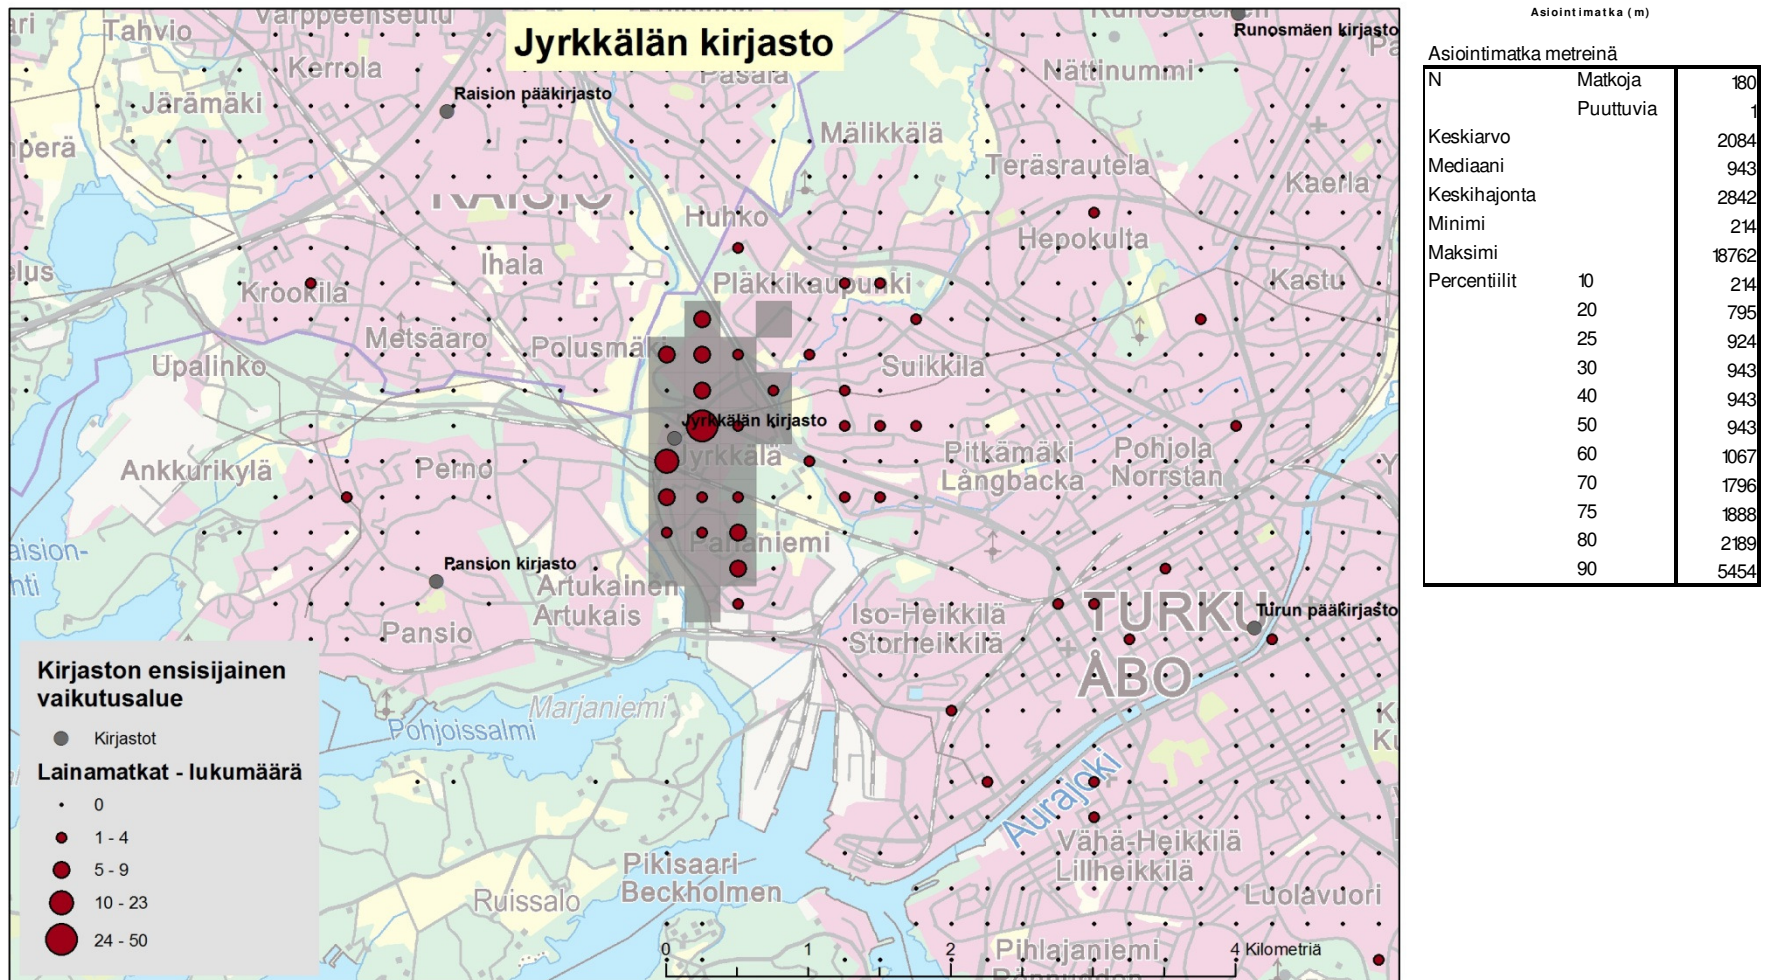 Jyrkkälän kirjasto
Tahvio
Varppeenseutu
Kerrola
Järämäki
Raision pääkirjasto
Pasala
Mälikkälä
Nättinummi
Runosmäen kirjasto
Teräsrautela
Kaerla
RAISIO
Huhko
Hepokulta
Ihala
Krookila
Pläkkikaupunki
Kastu
Metsäaro
Polusmäki
Upalinko
Suikkila
Jyrkkälän kirjasto
Jyrkkälä
Ankkurikylä
Perno
Pitkämäki
Långbacka
Pohjola
Norrstan
Pahaniemi
Pansion kirjasto
Artukainen
Artukais
Pansio
Iso-Heikkilä
Storheikkilä
TURKU
ÅBO
Turun pääkirjasto
Marjaniemi
Pohjoissalmi
Aurajoki
Vähä-Heikkilä
Lillheikkilä
Pikisaari
Beckholmen
Ruissalo
Luolavuori
Pihlajaniemi
Kirjaston ensisijainen
vaikutusalue
Kirjastot
Lainamatkat - lukumäärä
0
1 - 4
5 - 9
10 - 23
24 - 50
0 1 2 4 Kilometriä
Asiointimatka (m)
Asiointimatka metreinä
N Matkoja 180
Puuttuvia 1
Keskiarvo 2084
Mediaani 943
Keskihajonta 2842
Minimi 214
Maksimi 18762
Percentiilit 10 214
20 795
25 924
30 943
40 943
50 943
60 1067
70 1796
75 1888
80 2189
90 5454